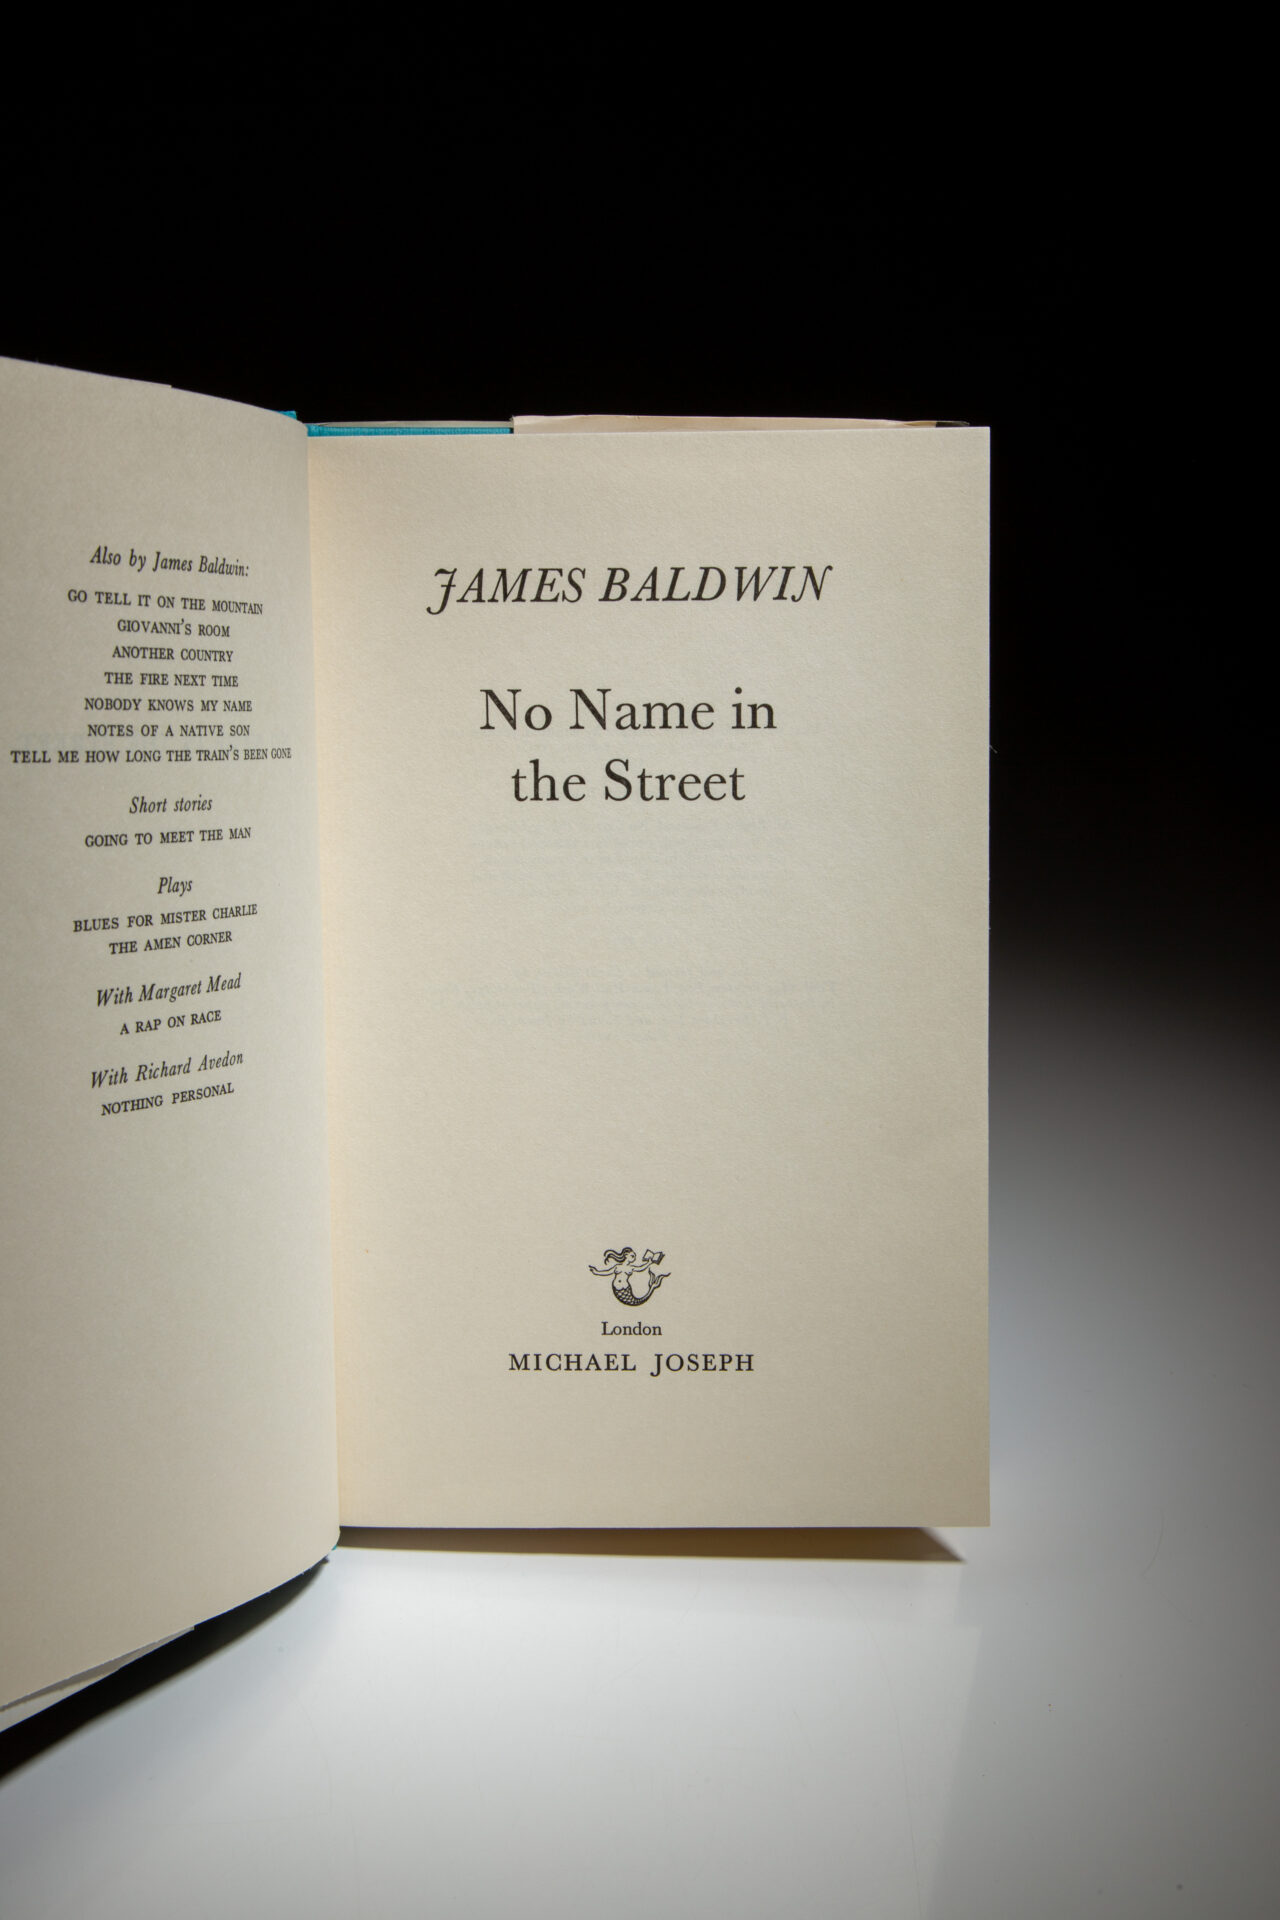 Also by James Baldwin:
GO TELL IT ON THE MOUNTAIN
GIOVANNI'S ROOM
ANOTHER COUNTRY
THE FIRE NEXT TIME
NOBODY KNOWS MY NAME
NOTES OF A NATIVE SON
TELL ME HOW LONG THE TRAIN'S BEEN GONE
Short stories
GOING TO MEET THE MAN
Plays
BLUES FOR MISTER CHARLIE
THE AMEN CORNER
With Margaret Mead
A RAP ON RACE
With Richard Avedon
NOTHING PERSONAL
JAMES BALDWIN
No Name in
the Street
London
MICHAEL JOSEPH